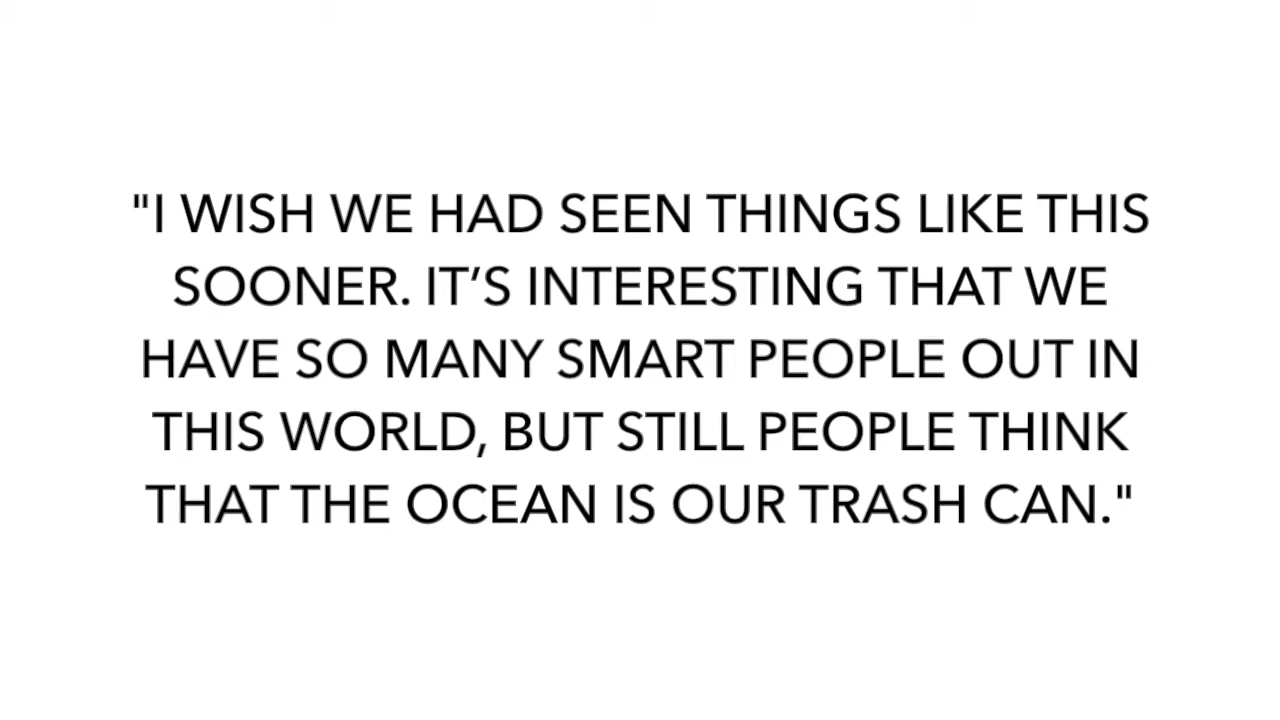 "I WISH WE HAD SEEN THINGS LIKE THIS
SOONER. IT’S INTERESTING THAT WE
HAVE SO MANY SMART PEOPLE OUT IN
THIS WORLD, BUT STILL PEOPLE THINK
THAT THE OCEAN IS OUR TRASH CAN."